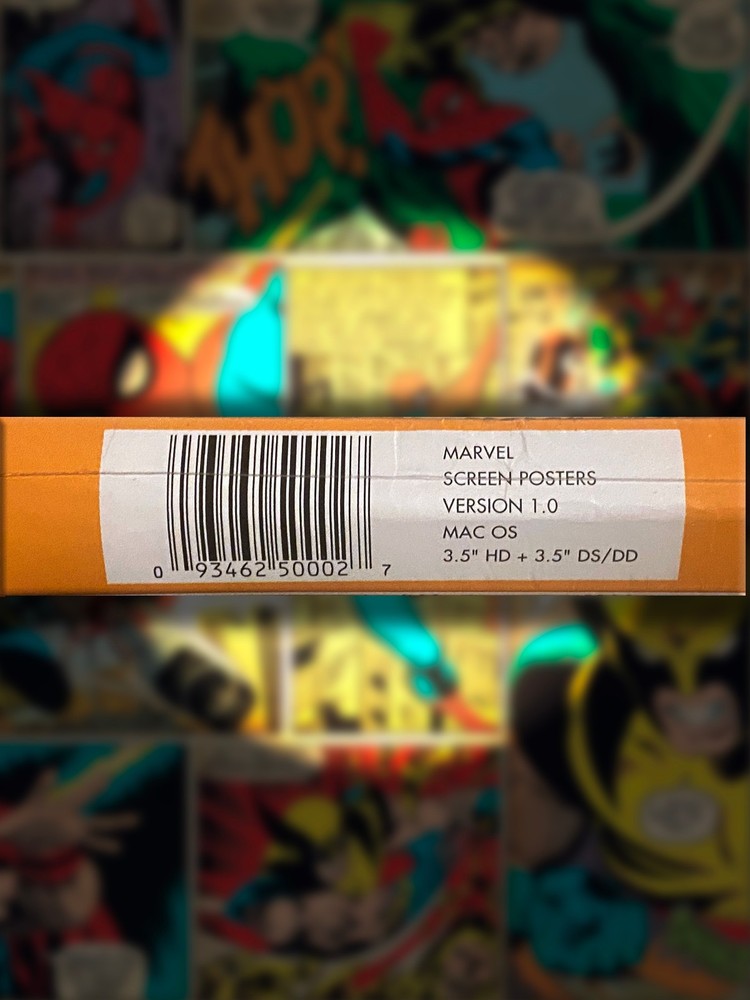 WHOP!
MARVEL
SCREEN POSTERS
VERSION 1.0
MAC OS
3.5" HD + 3.5" DS/DD
0 93462 50002 7